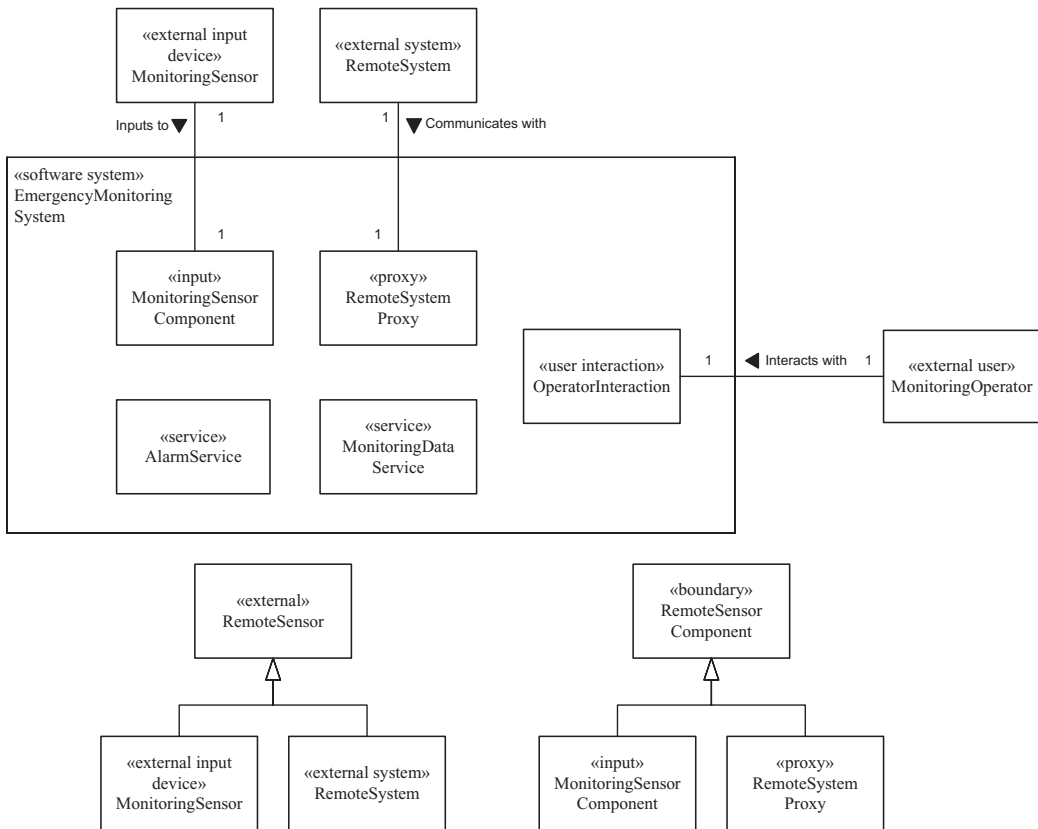 «external input
device»
MonitoringSensor
«external system»
RemoteSystem
Inputs to
1
1
Communicates with
«software system»
EmergencyMonitoring
System
1
1
«input»
MonitoringSensor
Component
«proxy»
RemoteSystem
Proxy
«user interaction»
OperatorInteraction
1
Interacts with
1
«external user»
MonitoringOperator
«service»
AlarmService
«service»
MonitoringData
Service
«external»
RemoteSensor
«boundary»
RemoteSensor
Component
«external input
device»
MonitoringSensor
«external system»
RemoteSystem
«input»
MonitoringSensor
Component
«proxy»
RemoteSystem
Proxy